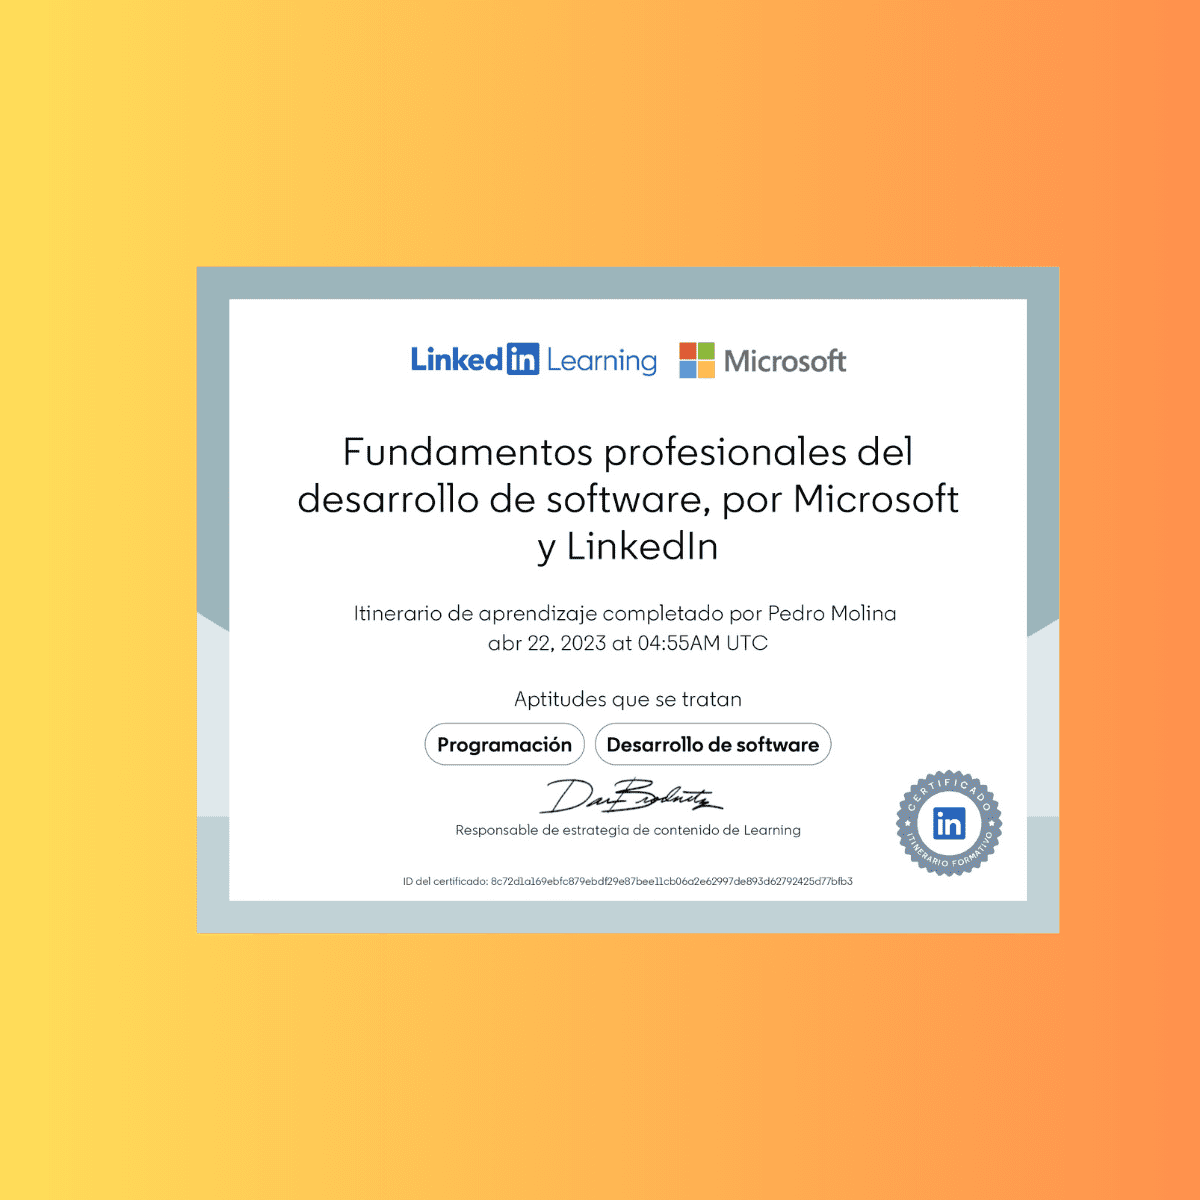 LinkedIn Learning Microsoft
Fundamentos profesionales del
desarrollo de software, por Microsoft
y LinkedIn
Itinerario de aprendizaje completado por Pedro Molina
abr 22, 2023 at 04:55AM UTC
Aptitudes que se tratan
Programación Desarrollo de software
Responsable de estrategia de contenido de Learning
CERTIFICADO
in
ITINERARIO FORMATIVO
ID del certificado: 8c72d1a169ebfc879ebdf29e87bee11cb06a2e62997de893d62792425d77bfb3